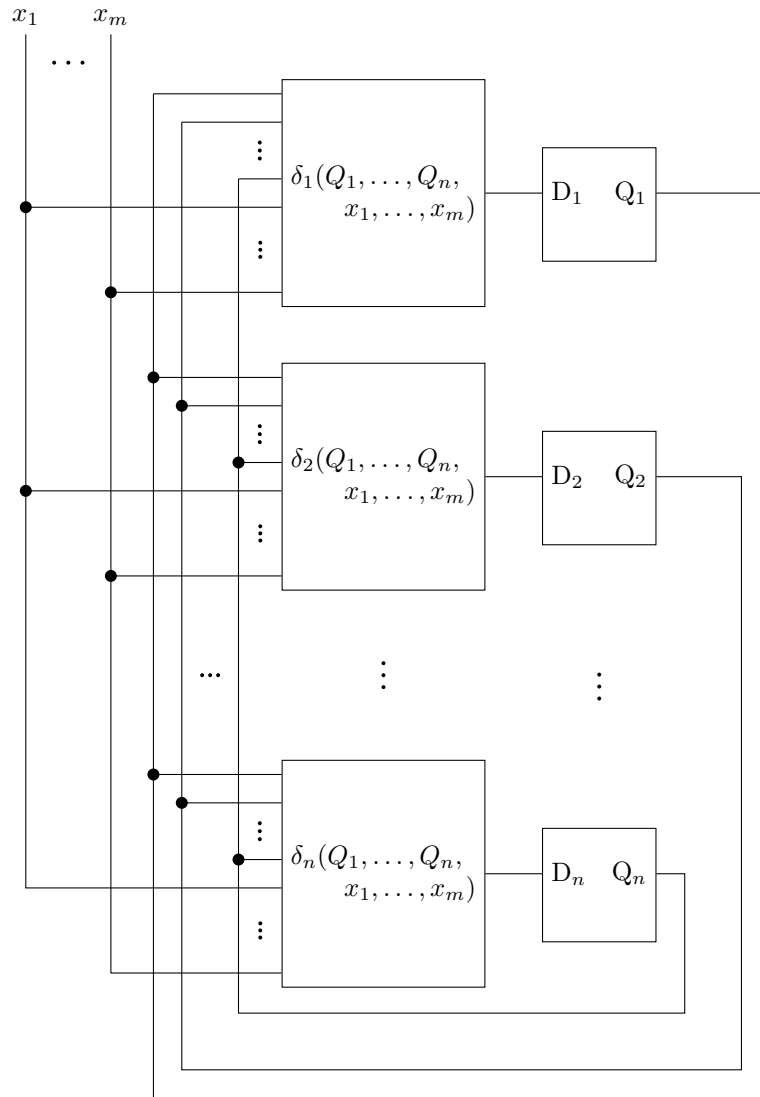 x₁ ... xₘ
δ₁(Q₁, ..., Qₙ,
x₁, ..., xₘ)
D₁ Q₁
δ₂(Q₁, ..., Qₙ,
x₁, ..., xₘ)
D₂ Q₂
δₙ(Q₁, ..., Qₙ,
x₁, ..., xₘ)
Dₙ Qₙ